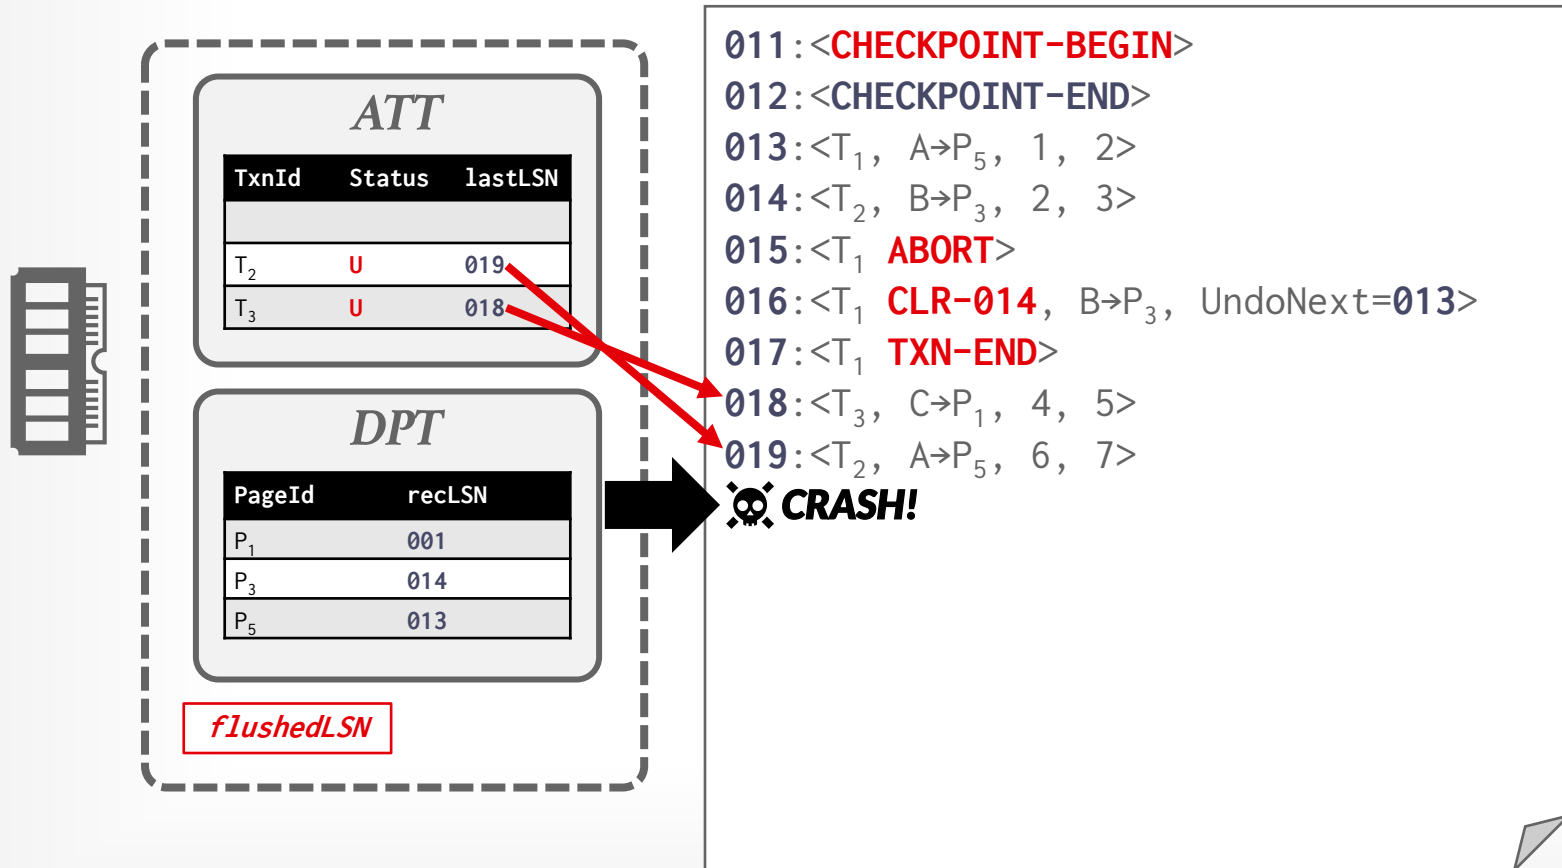 ATT
TxnId Status lastLSN
T2 U 019
T3 U 018
DPT
PageId recLSN
P1 001
P3 014
P5 013
flushedLSN
011:<CHECKPOINT-BEGIN>
012:<CHECKPOINT-END>
013:<T1, A→P5, 1, 2>
014:<T2, B→P3, 2, 3>
015:<T1 ABORT>
016:<T1 CLR-014, B→P3, UndoNext=013>
017:<T1 TXN-END>
018:<T3, C→P1, 4, 5>
019:<T2, A→P5, 6, 7>
CRASH!